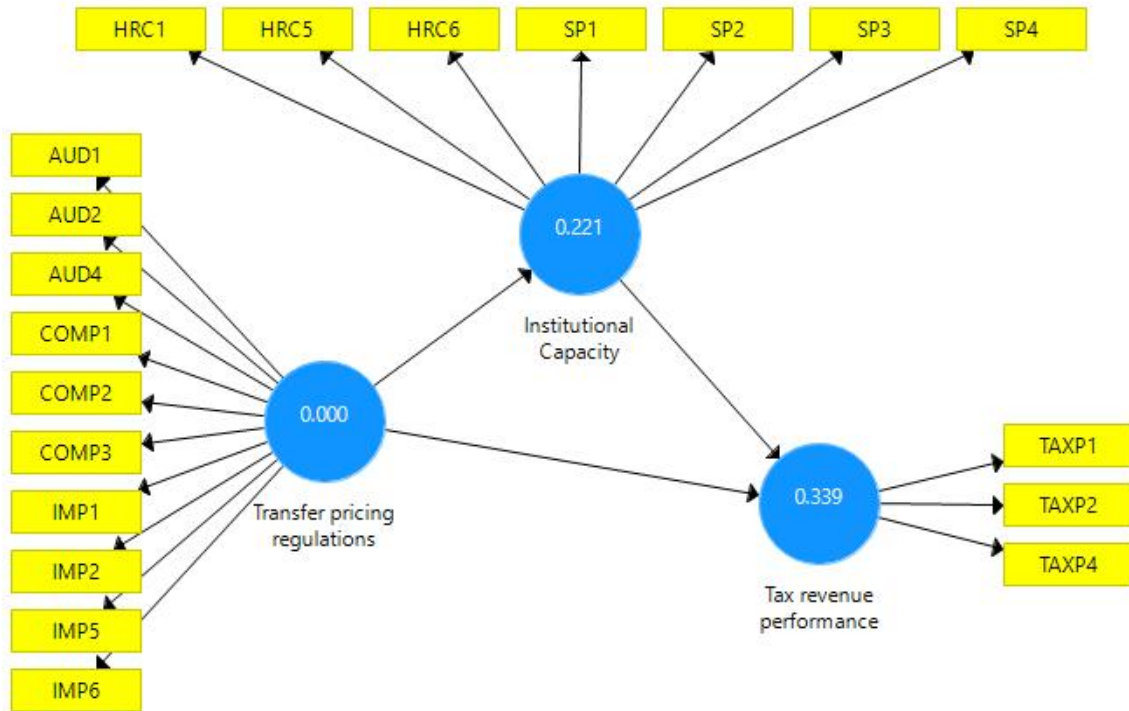 HRC1
HRC5
HRC6
SP1
SP2
SP3
SP4
AUD1
AUD2
AUD4
COMP1
COMP2
COMP3
IMP1
IMP2
IMP5
IMP6
0.221
Institutional
Capacity
0.000
Transfer pricing
regulations
0.339
Tax revenue
performance
TAXP1
TAXP2
TAXP4